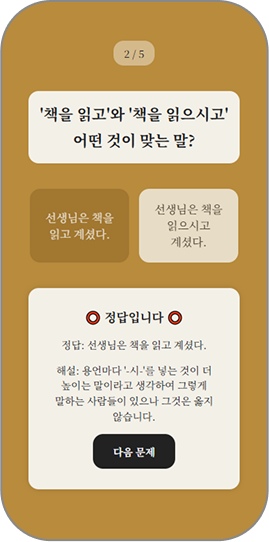 2 / 5
'책을 읽고'와 '책을 읽으시고'
어떤 것이 맞는 말?
선생님은 책을
읽고 계셨다.
선생님은 책을
읽으시고
계셨다.
⭕ 정답입니다 ⭕
정답: 선생님은 책을 읽고 계셨다.
해설: 용언마다 '-시-'를 넣는 것이 더
높이는 말이라고 생각하여 그렇게
말하는 사람들이 있으나 그것은 옳지
않습니다.
다음 문제